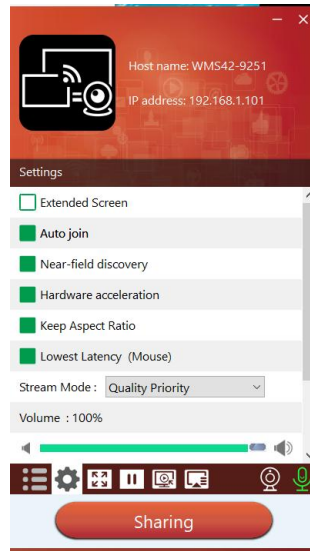 Host name: WMS42-9251
IP address: 192.168.1.101
Settings
Extended Screen
Auto join
Near-field discovery
Hardware acceleration
Keep Aspect Ratio
Lowest Latency (Mouse)
Stream Mode : Quality Priority
Volume : 100%
Sharing